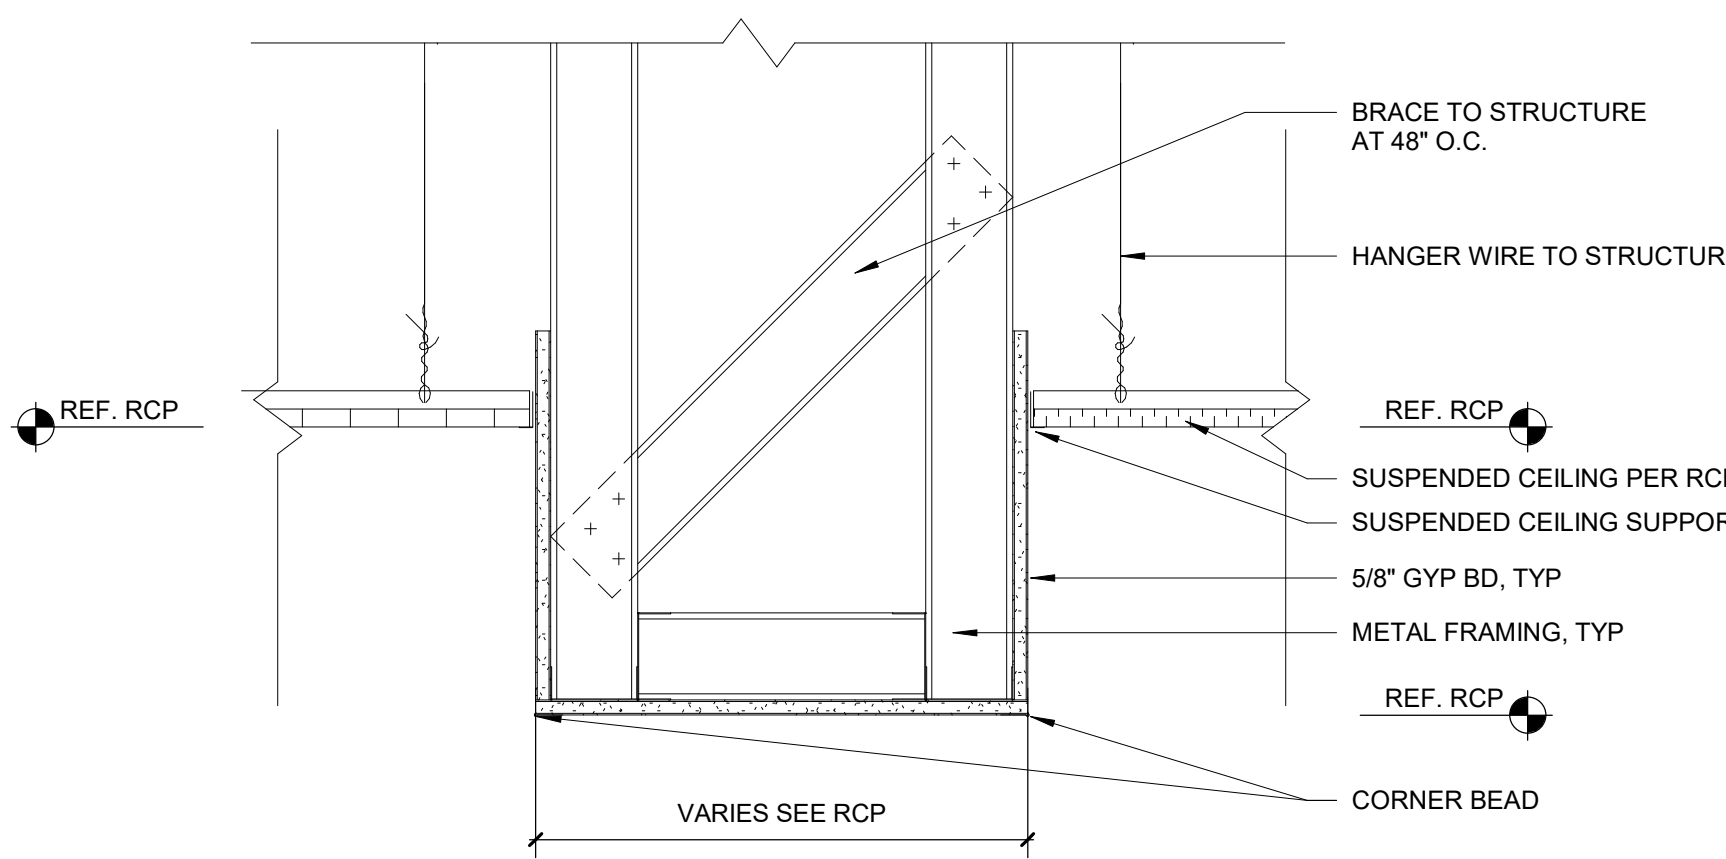 BRACE TO STRUCTURE
AT 48" O.C.
HANGER WIRE TO STRUCTUR
REF. RCP
REF. RCP
SUSPENDED CEILING PER RC
SUSPENDED CEILING SUPPOR
5/8" GYP BD, TYP
METAL FRAMING, TYP
REF. RCP
CORNER BEAD
VARIES SEE RCP